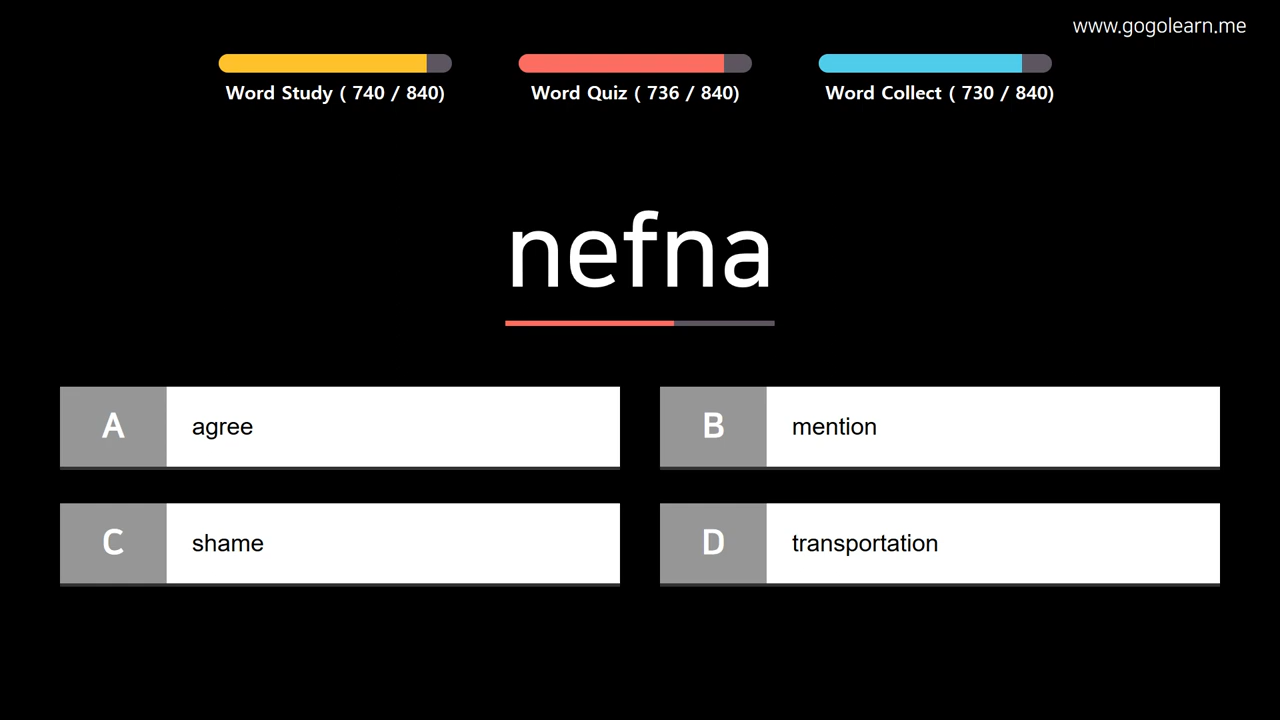 www.gogolearn.me
Word Study ( 740 / 840)
Word Quiz ( 736 / 840)
Word Collect ( 730 / 840)
nefna
A agree
B mention
C shame
D transportation